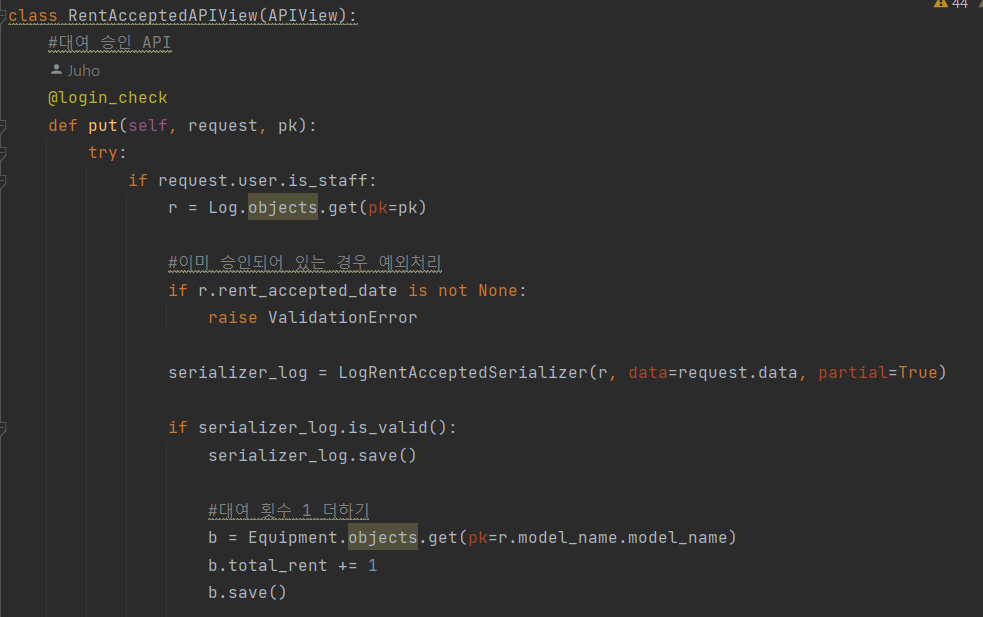 44
class RentAcceptedAPIView(APIView):
#대여 승인 API
Juho
@login_check
def put(self, request, pk):
try:
if request.user.is_staff:
r = Log.objects.get(pk=pk)
#이미 승인되어 있는 경우 예외처리
if r.rent_accepted_date is not None:
raise ValidationError
serializer_log = LogRentAcceptedSerializer(r, data=request.data, partial=True)
if serializer_log.is_valid():
serializer_log.save()
#대여 횟수 1 더하기
b = Equipment.objects.get(pk=r.model_name.model_name)
b.total_rent += 1
b.save()